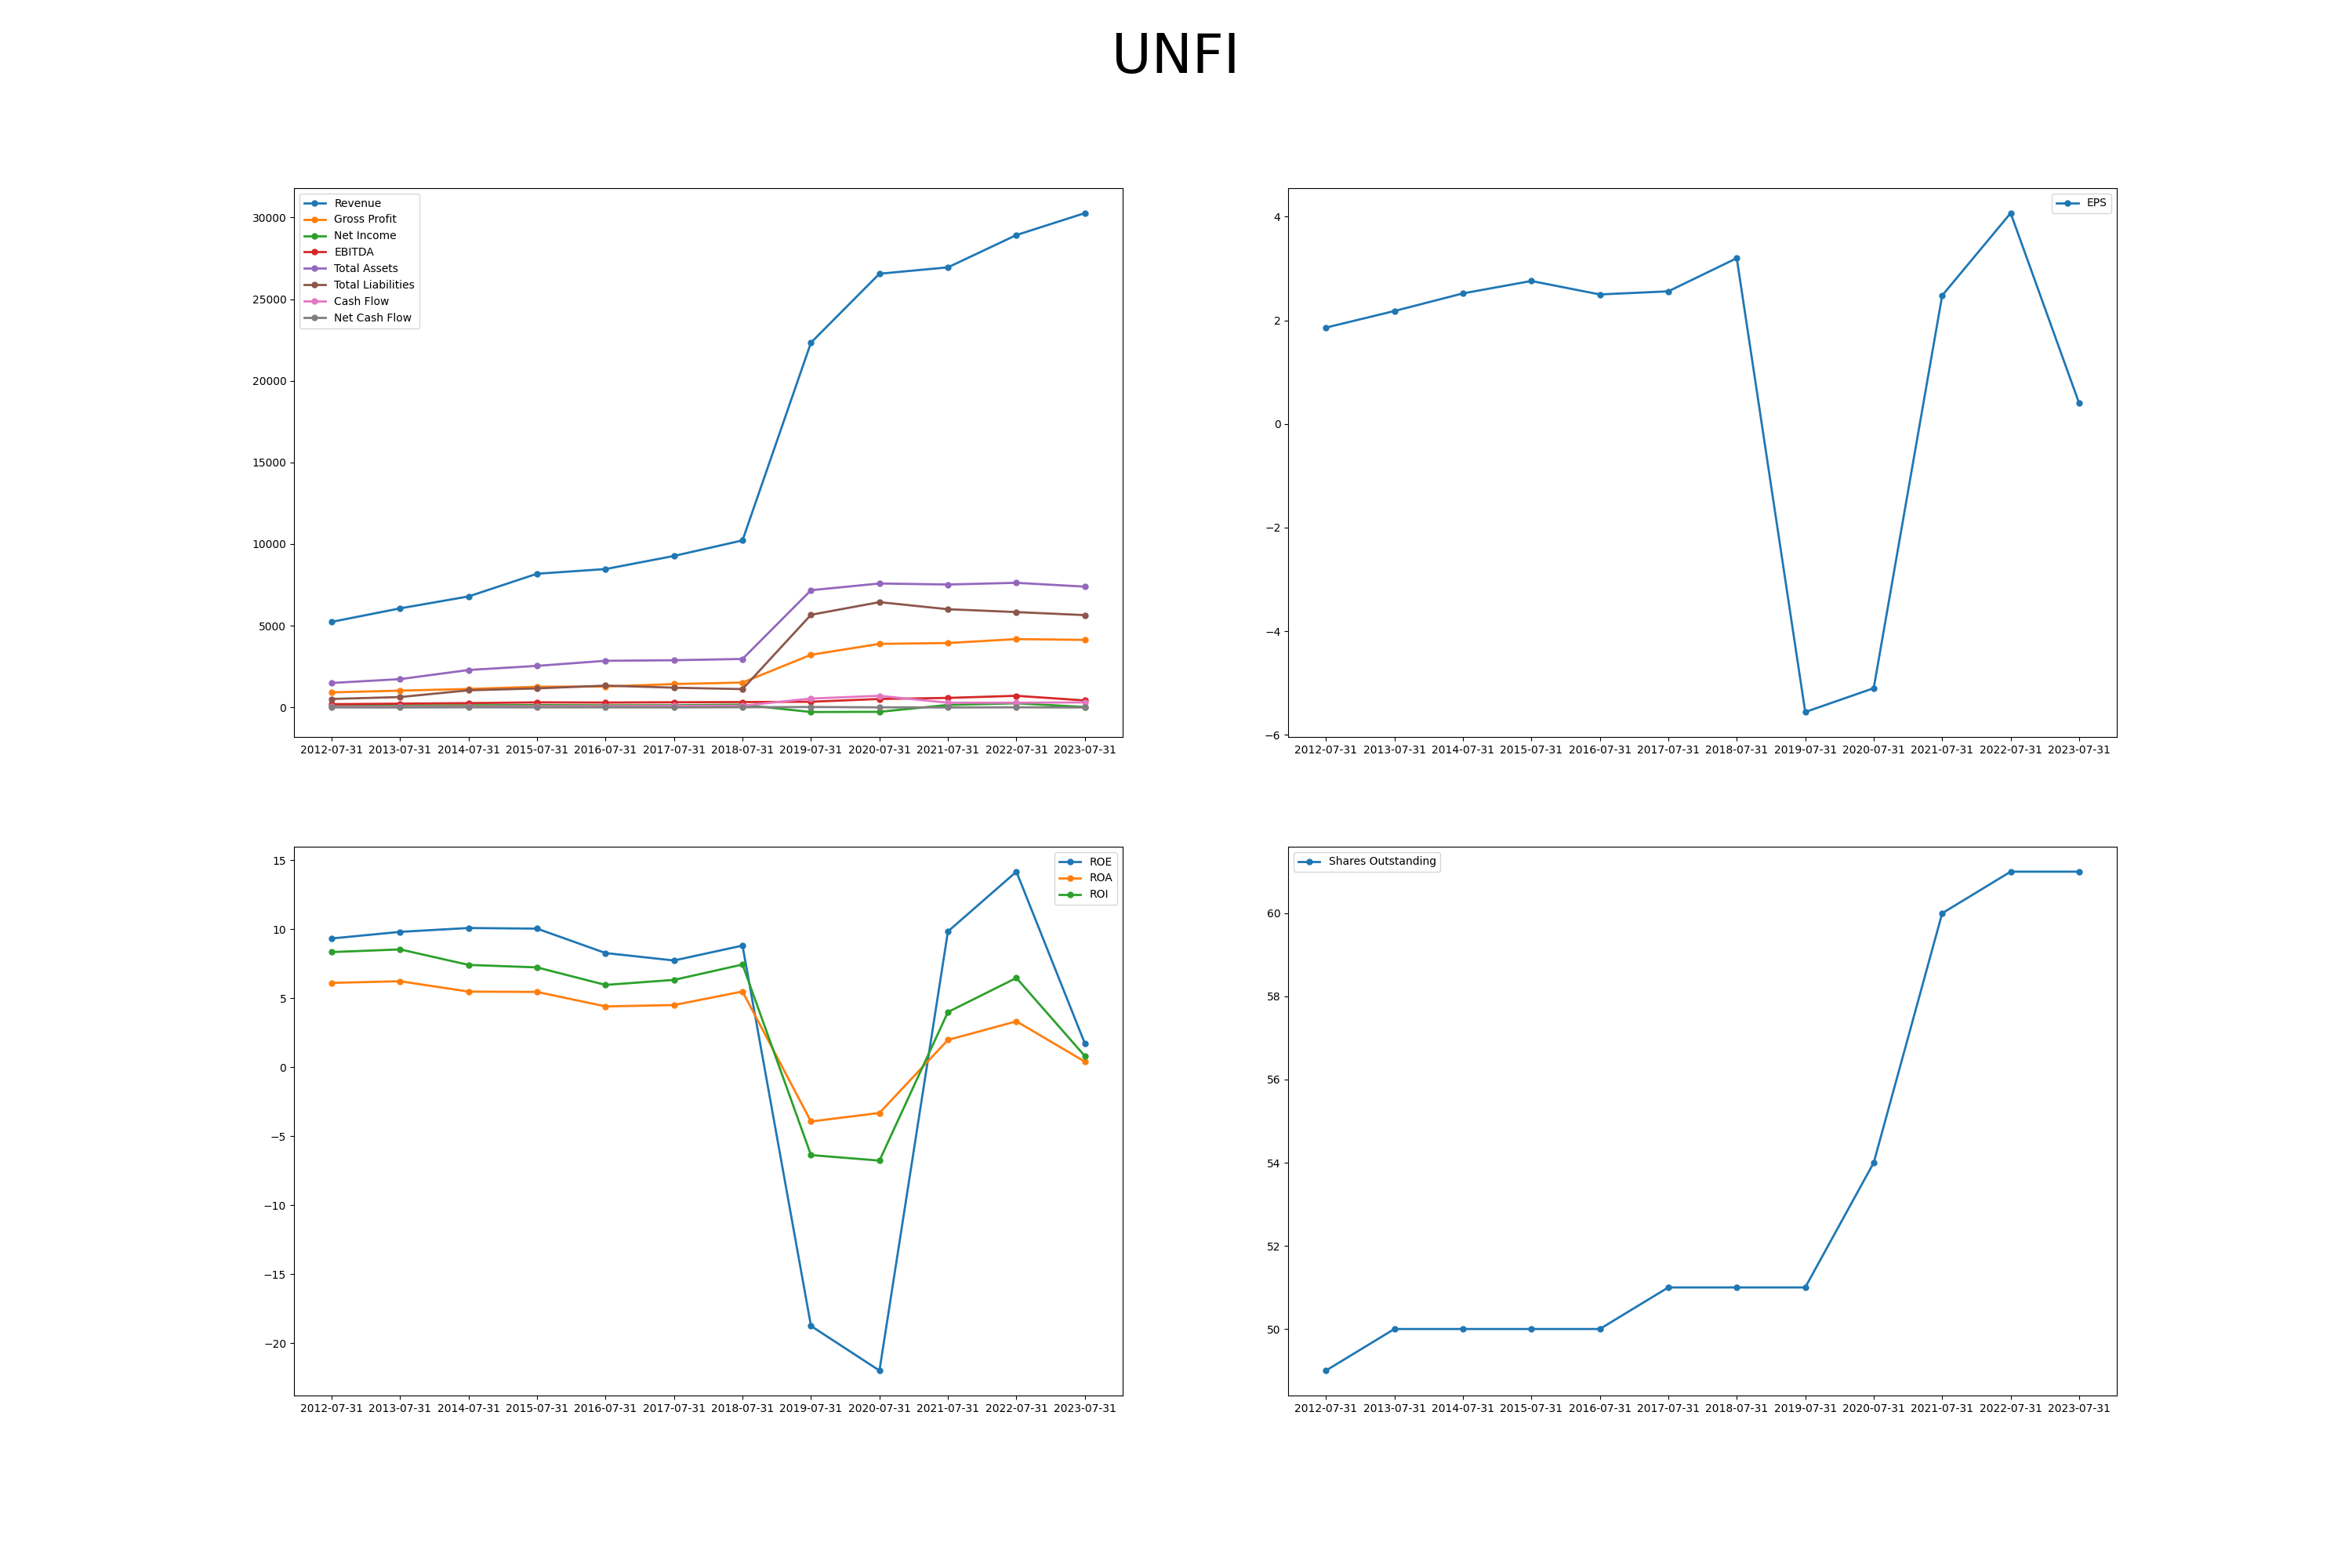 UNFI
Revenue
Gross Profit
Net Income
EBITDA
Total Assets
Total Liabilities
Cash Flow
Net Cash Flow
30000
25000
20000
15000
10000
5000
0
2012-07-31 2013-07-31 2014-07-31 2015-07-31 2016-07-31 2017-07-31 2018-07-31 2019-07-31 2020-07-31 2021-07-31 2022-07-31 2023-07-31
EPS
4
2
0
−2
−4
−6
2012-07-31 2013-07-31 2014-07-31 2015-07-31 2016-07-31 2017-07-31 2018-07-31 2019-07-31 2020-07-31 2021-07-31 2022-07-31 2023-07-31
ROE
ROA
ROI
15
10
5
0
−5
−10
−15
−20
2012-07-31 2013-07-31 2014-07-31 2015-07-31 2016-07-31 2017-07-31 2018-07-31 2019-07-31 2020-07-31 2021-07-31 2022-07-31 2023-07-31
Shares Outstanding
60
58
56
54
52
50
2012-07-31 2013-07-31 2014-07-31 2015-07-31 2016-07-31 2017-07-31 2018-07-31 2019-07-31 2020-07-31 2021-07-31 2022-07-31 2023-07-31